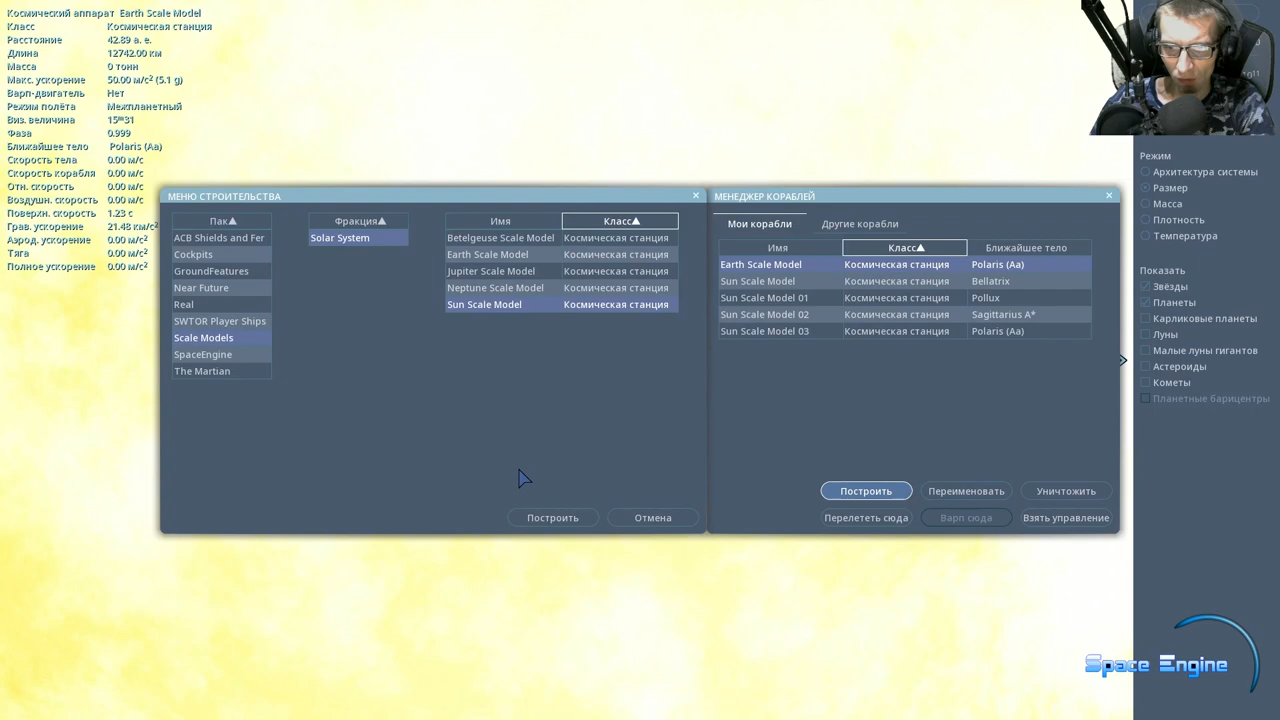 Космический аппарат Earth Scale Model
Класс Космическая станция
Расстояние 42.89 а. е.
Длина 12742.00 км
Масса 0 тонн
Макс. ускорение 50.00 м/с² (5.1 g)
Варп-двигатель Нет
Режим полёта Межпланетный
Виз. величина 15ᵐ31
Фаза 0.999
Ближайшее тело Polaris (Aa)
Скорость тела 0.00 м/с
Скорость корабля 0.00 м/с
Отн. скорость 0.00 м/с
Воздушн. скорость 0.00 м/с
Поверхн. скорость 1.23 c
Грав. ускорение 21.48 км/с²
Аэрод. ускорение 0.00 м/с²
Тяга 0.00 м/с²
Полное ускорение 0.00 м/с²
МЕНЮ СТРОИТЕЛЬСТВА
Пак▲ Фракция▲ Имя Класс▲
ACB Shields and Fer Solar System Betelgeuse Scale Model Космическая станция
Cockpits Earth Scale Model Космическая станция
GroundFeatures Jupiter Scale Model Космическая станция
Near Future Neptune Scale Model Космическая станция
Real Sun Scale Model Космическая станция
SWTOR Player Ships
Scale Models
SpaceEngine
The Martian
Построить Отмена
МЕНЕДЖЕР КОРАБЛЕЙ
Мои корабли Другие корабли
Имя Класс▲ Ближайшее тело
Earth Scale Model Космическая станция Polaris (Aa)
Sun Scale Model Космическая станция Bellatrix
Sun Scale Model 01 Космическая станция Pollux
Sun Scale Model 02 Космическая станция Sagittarius A*
Sun Scale Model 03 Космическая станция Polaris (Aa)
Построить Переименовать Уничтожить
Перелететь сюда Варп сюда Взять управление
Режим
Архитектура системы
Размер
Масса
Плотность
Температура
Показать
Звёзды
Планеты
Карликовые планеты
Луны
Малые луны гигантов
Астероиды
Кометы
Планетные барицентры
Space Engine